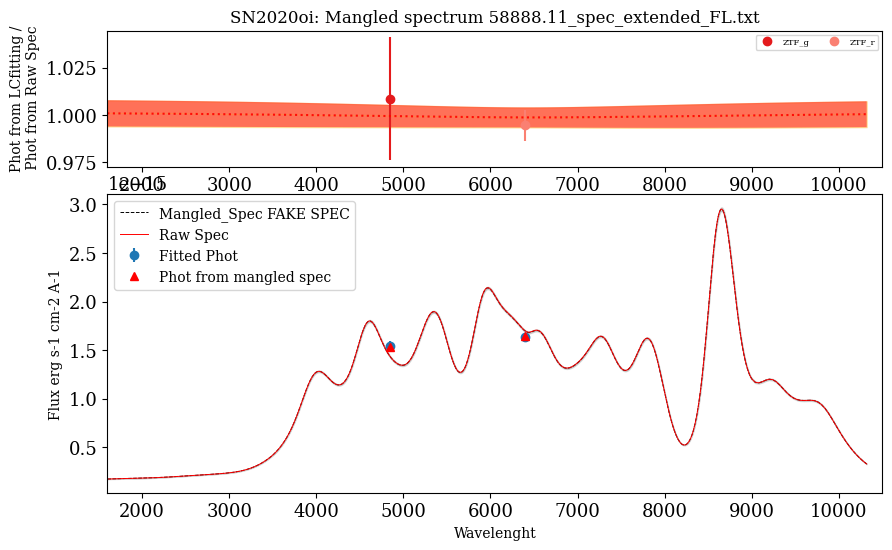 SN2020oi: Mangled spectrum 58888.11_spec_extended_FL.txt
Phot from LCfitting /
Phot from Raw Spec
1.025
1.000
0.975
ZTF_g
ZTF_r
2000 3000 4000 5000 6000 7000 8000 9000 10000
1e−15
Mangled_Spec FAKE SPEC
Raw Spec
Fitted Phot
Phot from mangled spec
Flux erg s-1 cm-2 A-1
3.0
2.5
2.0
1.5
1.0
0.5
2000 3000 4000 5000 6000 7000 8000 9000 10000
Wavelenght